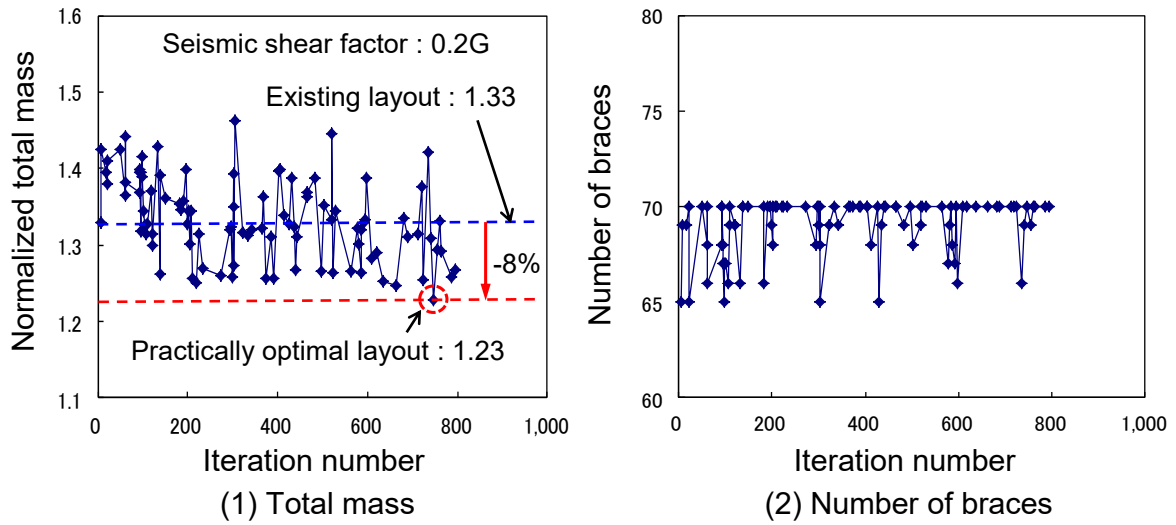 1.6
1.5
1.4
1.3
1.2
1.1
Normalized total mass
Seismic shear factor : 0.2G
Existing layout : 1.33
-8%
Practically optimal layout : 1.23
0
200
400
600
800
1,000
Iteration number
(1) Total mass
80
75
70
65
60
Number of braces
0
200
400
600
800
1,000
Iteration number
(2) Number of braces